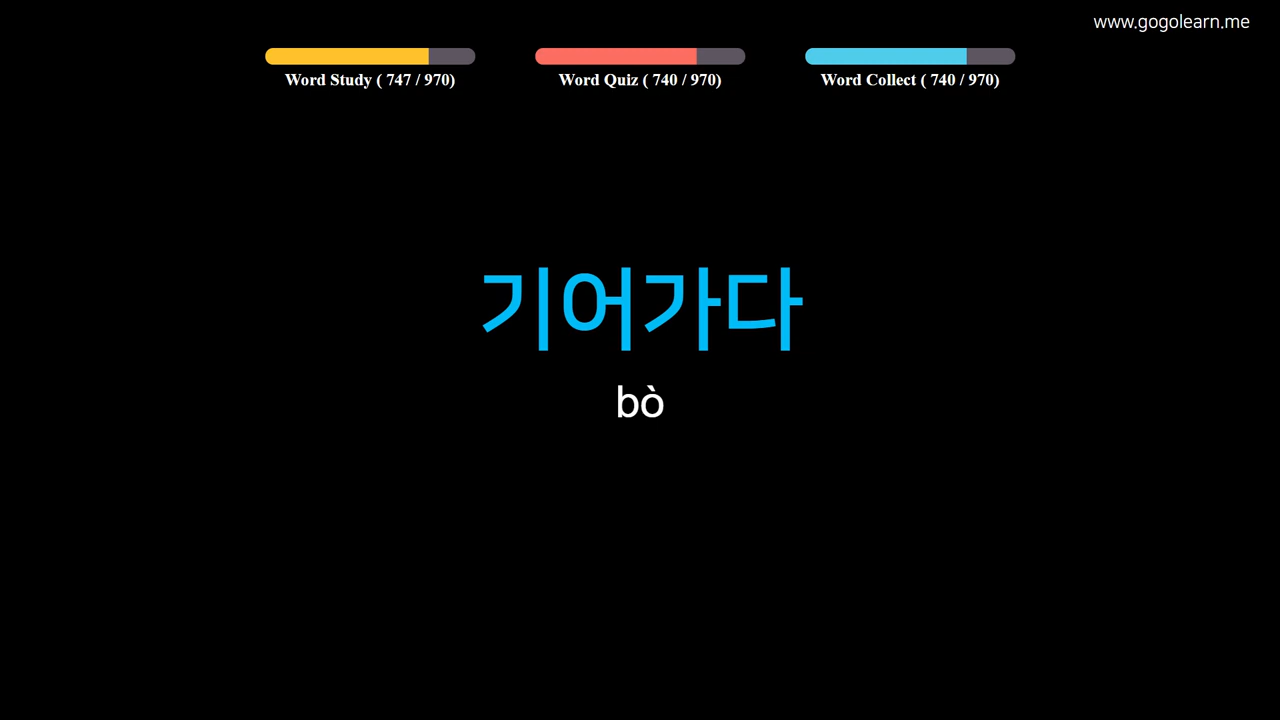 www.gogolearn.me
Word Study ( 747 / 970)
Word Quiz ( 740 / 970)
Word Collect ( 740 / 970)
기어가다
bò